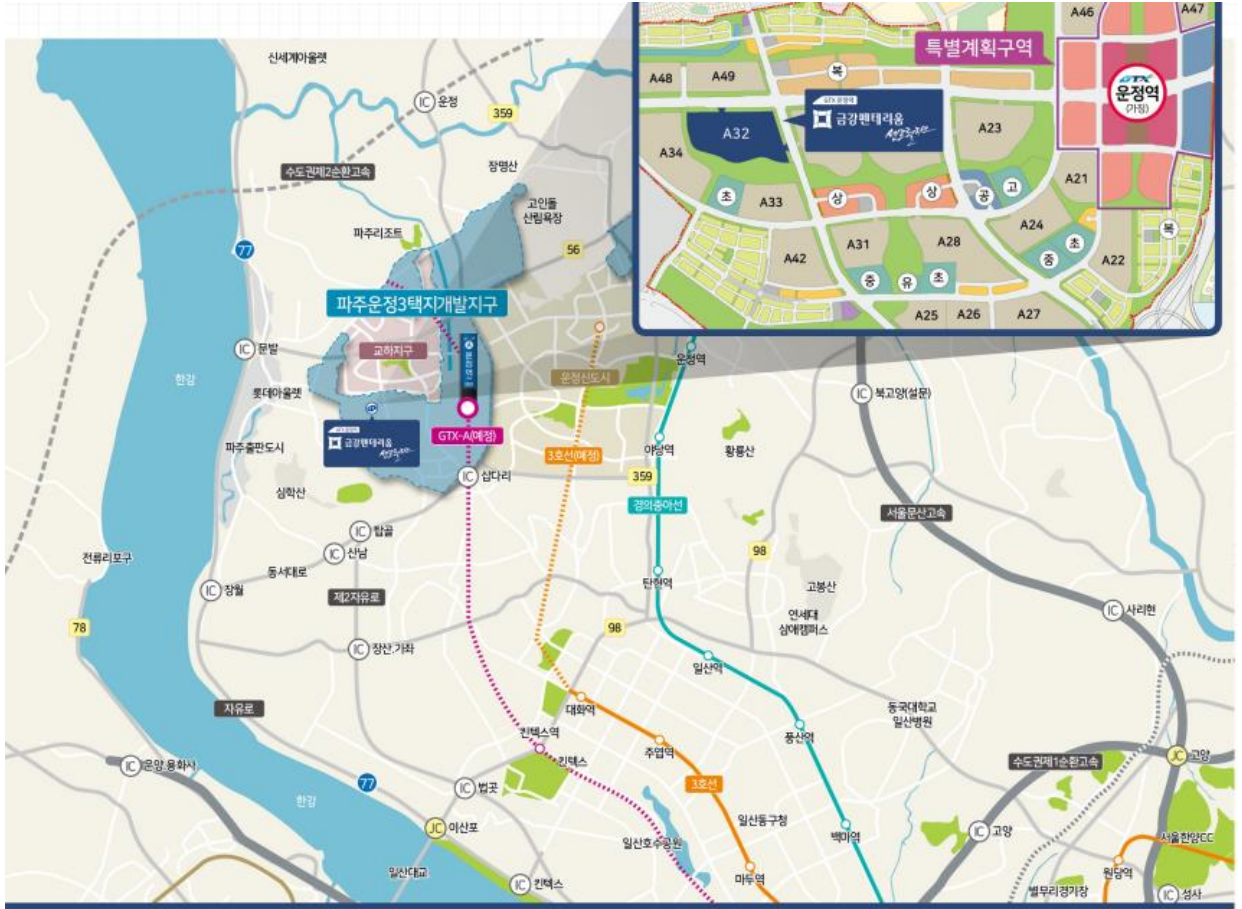 A46
A47
특별계획구역
A48
A49
복
GTX
운정역
(가칭)
GTX 운정역
금강펜테리움
센트럴파크
A32
A23
A34
초
A33
상
상
공
고
A21
A42
A31
A28
A24
중
초
복
A22
중
유
초
A25
A26
A27
신세계아울렛
IC 운정
359
수도권제2순환고속
장명산
고인돌
산림욕장
파주리조트
77
56
파주운정3택지개발지구
IC 문발
교하지구
운정신도시
운정역
한강
롯데아울렛
IC 북고양(설문)
금강펜테리움
GTX-A(예정)
파주출판도시
3호선(예정)
야당역
황룡산
심학산
IC 심다리
359
경의중아선
서울문산고속
IC 탑골
전류리포구
IC 산남
98
동서대로
IC 장월
제2자유로
탄현역
고봉산
IC 사리현
연세대
삼애캠퍼스
78
98
IC 장산.가좌
일산역
자유로
대화역
동국대학교
일산병원
킨텍스역
풍산역
주엽역
킨텍스
수도권제1순환고속
JC 고양
IC 운양.용화사
77
IC 법곳
3호선
한강
JC 이산포
일산동구청
백마역
IC 고양
일산호수공원
서울한양CC
일산대교
마두역
원당역
IC 킨텍스
별무리경기장
IC 성사